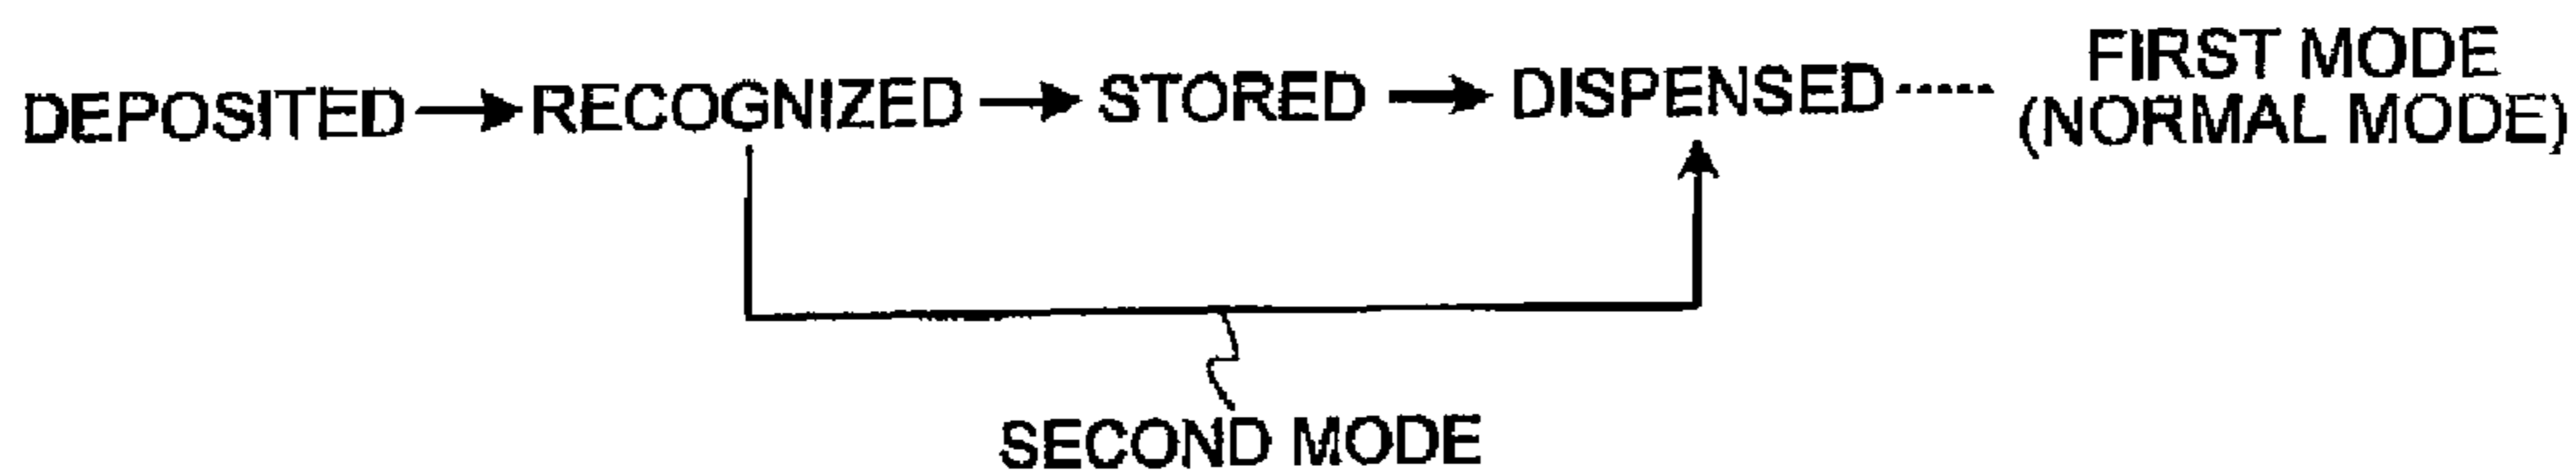 DEPOSITED → RECOGNIZED → STORED → DISPENSED ----- FIRST MODE
(NORMAL MODE)
SECOND MODE